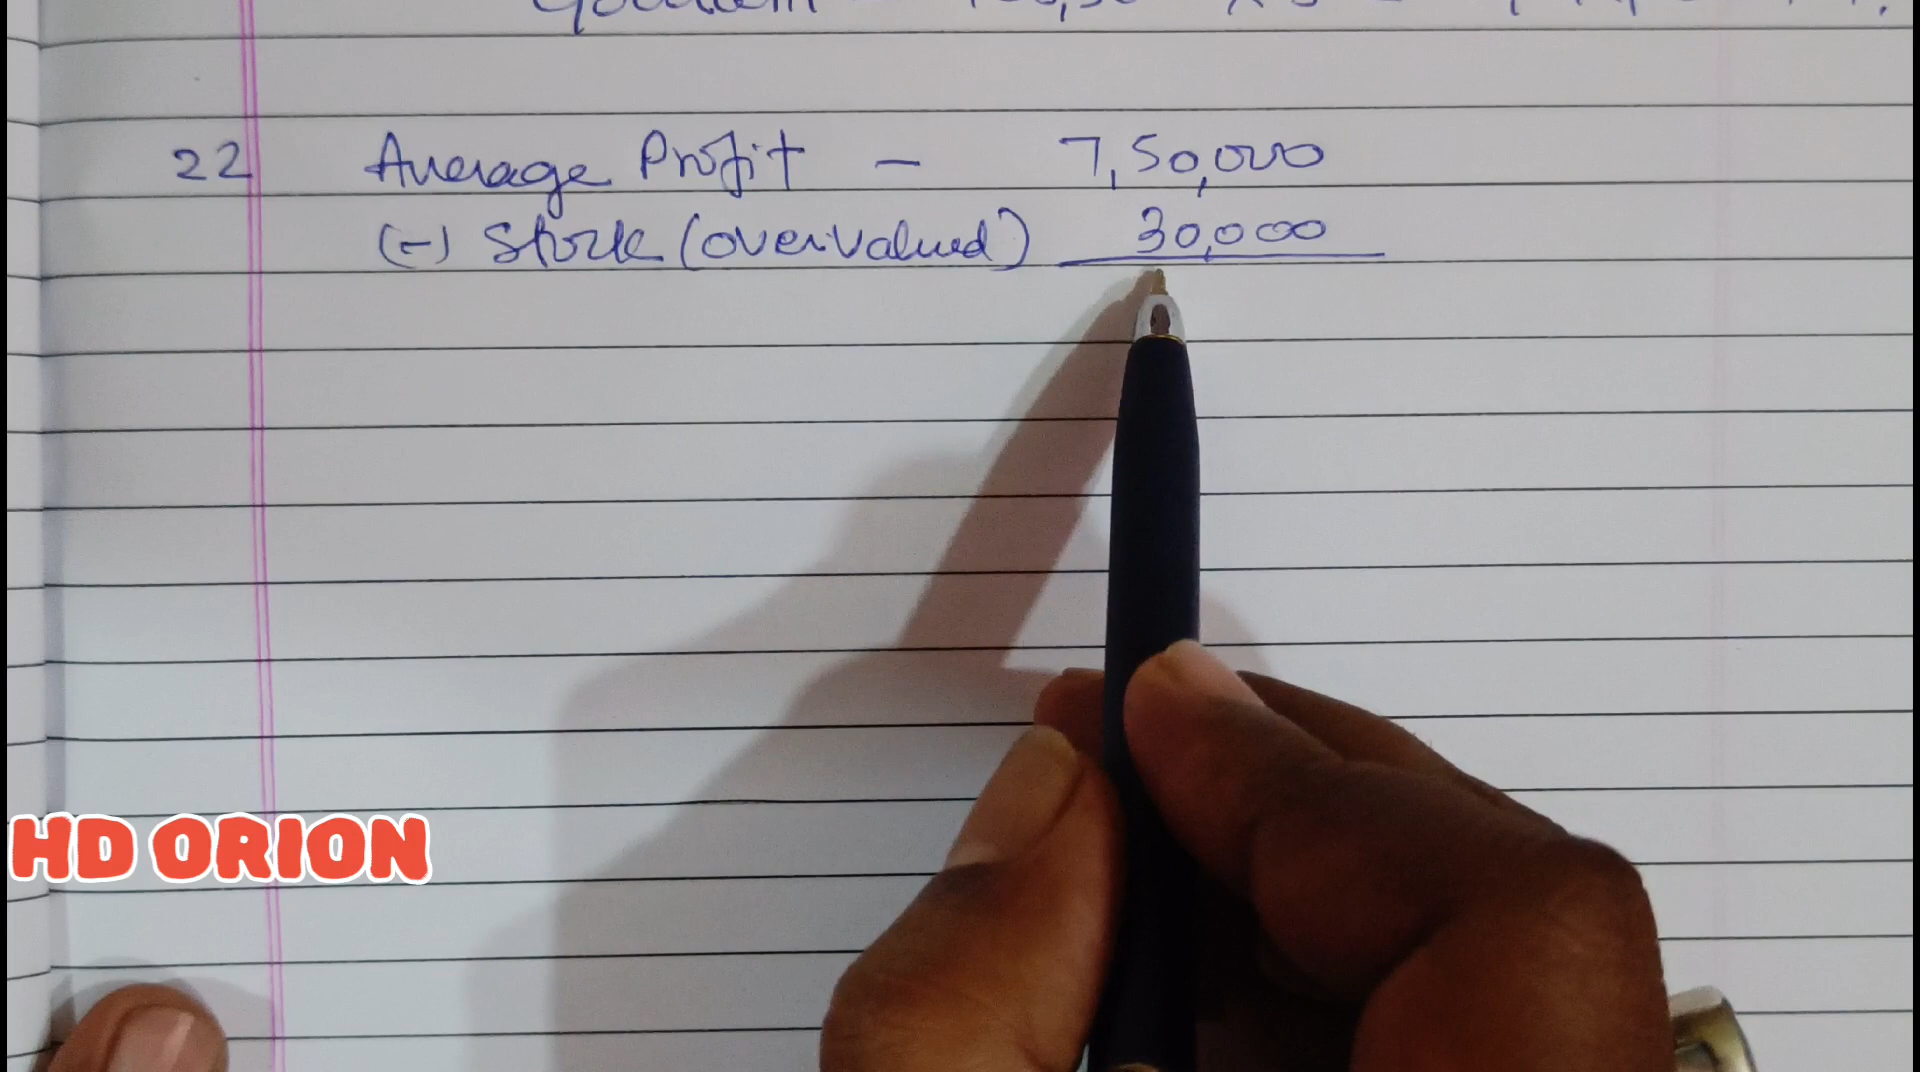 22 Average Profit - 7,50,000
(-) Stock (overvalued) 30,000
HD ORION